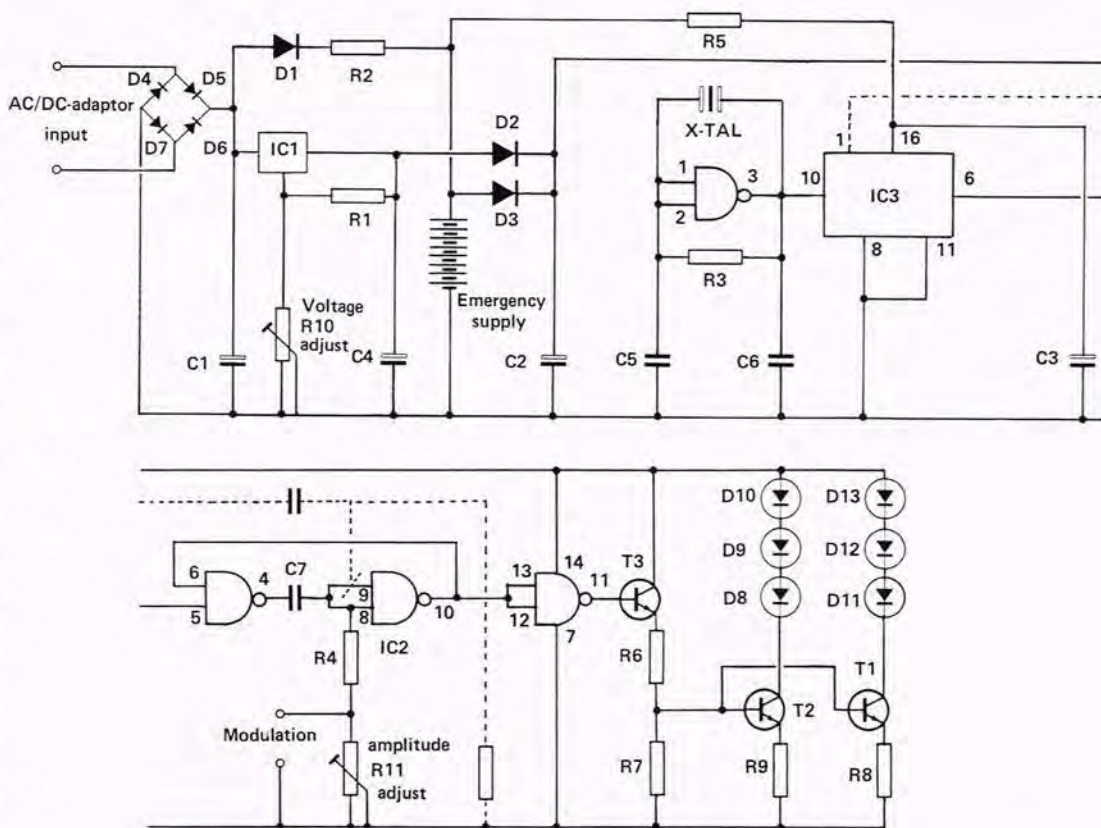 R5
D4
D5
D1
R2
AC/DC-adaptor
input
D2
X-TAL
1
16
D7
D6
IC1
1
3
10
IC3
6
2
R1
D3
8
11
R3
Voltage
R10
adjust
Emergency
supply
C1
C4
C2
C5
C6
C3
D10
D13
6
4
C7
9
8
10
13
14
11
12
7
T3
D9
D12
5
D8
D11
IC2
R4
R6
T1
T2
Modulation
amplitude
R11
adjust
R7
R9
R8